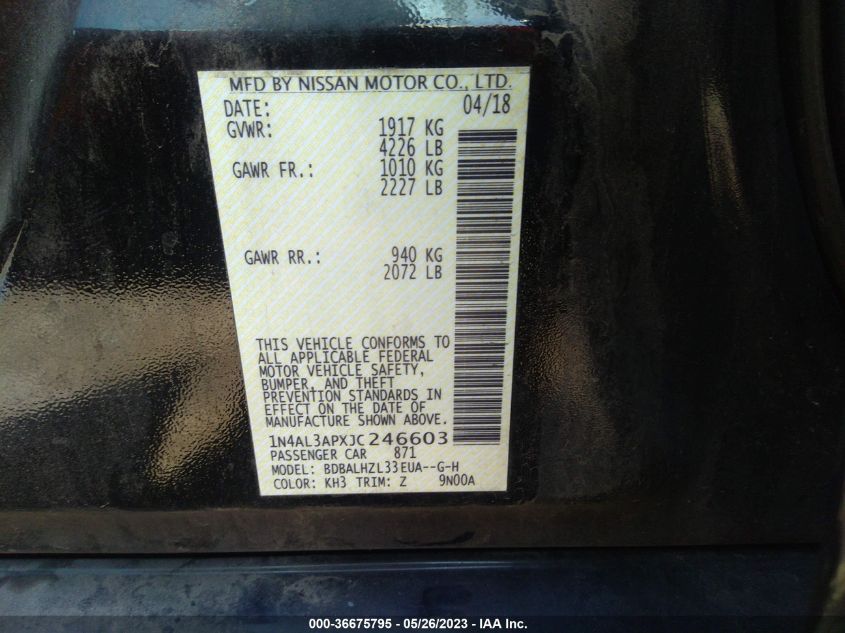 MFD BY NISSAN MOTOR CO., LTD.
DATE: 04/18
GVWR: 1917 KG
4226 LB
GAWR FR.: 1010 KG
2227 LB
GAWR RR.: 940 KG
2072 LB
THIS VEHICLE CONFORMS TO
ALL APPLICABLE FEDERAL
MOTOR VEHICLE SAFETY,
BUMPER, AND THEFT
PREVENTION STANDARDS IN
EFFECT ON THE DATE OF
MANUFACTURE SHOWN ABOVE.
1N4AL3APXJC246603
PASSENGER CAR 871
MODEL: BDBALHZL33EUA--G-H
COLOR: KH3 TRIM: Z 9N00A
000-36675795 - 05/26/2023 - IAA Inc.